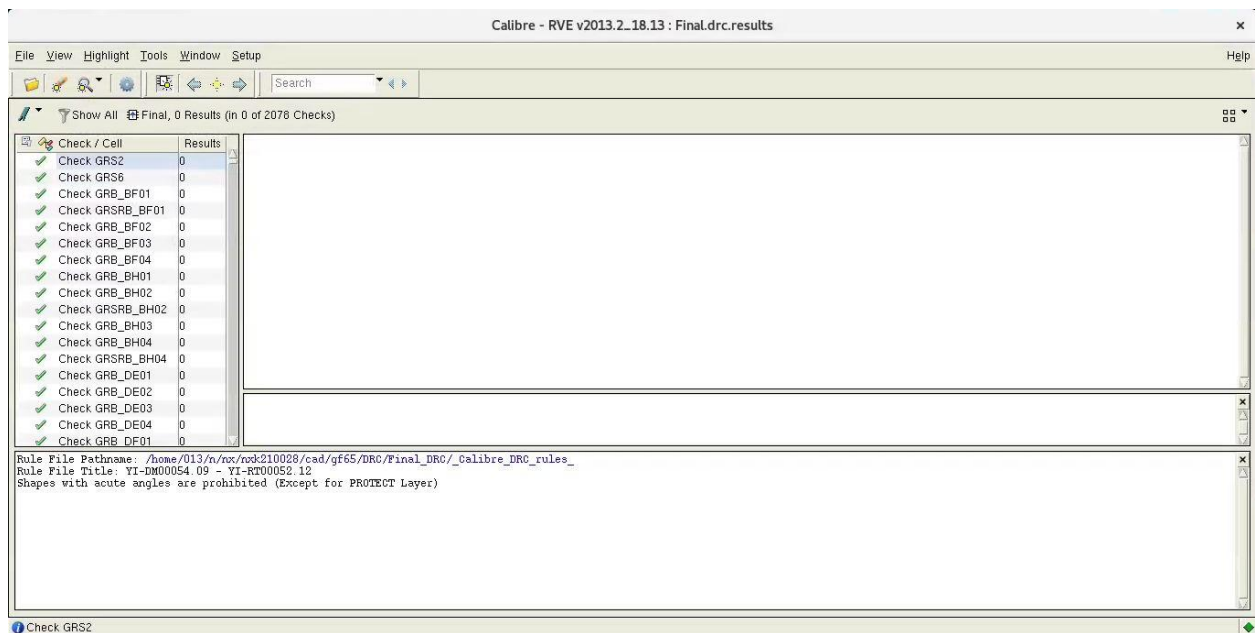 Calibre - RVE v2013.2_18.13 : Final.drc.results
File View Highlight Tools Window Setup Help
Search
Show All Final, 0 Results (in 0 of 2078 Checks)
Check / Cell Results
Check GRS2 0
Check GRS6 0
Check GRB_BF01 0
Check GRSRB_BF01 0
Check GRB_BF02 0
Check GRB_BF03 0
Check GRB_BF04 0
Check GRB_BH01 0
Check GRB_BH02 0
Check GRSRB_BH02 0
Check GRB_BH03 0
Check GRB_BH04 0
Check GRSRB_BH04 0
Check GRB_DE01 0
Check GRB_DE02 0
Check GRB_DE03 0
Check GRB_DE04 0
Check GRB_DF01 0
Rule File Pathname: /home/013/n/nx/nxk210028/cad/gf65/DRC/Final_DRC/_Calibre_DRC_rules_
Rule File Title: YI-DM00054.09 - YI-RT00052.12
Shapes with acute angles are prohibited (Except for PROTECT Layer)
Check GRS2